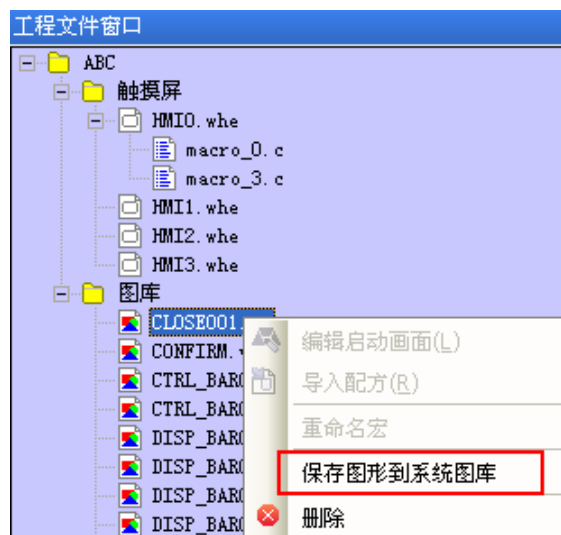 工程文件窗口
ABC
触摸屏
HMI0.whe
macro_0.c
macro_3.c
HMI1.whe
HMI2.whe
HMI3.whe
图库
CLOSE001.
CONFIRM.
CTRL_BAR
CTRL_BAR
DISP_BAR
DISP_BAR
DISP_BAR
DISP_BAR
编辑启动画面(L)
导入配方(R)
重命名宏
保存图形到系统图库
删除